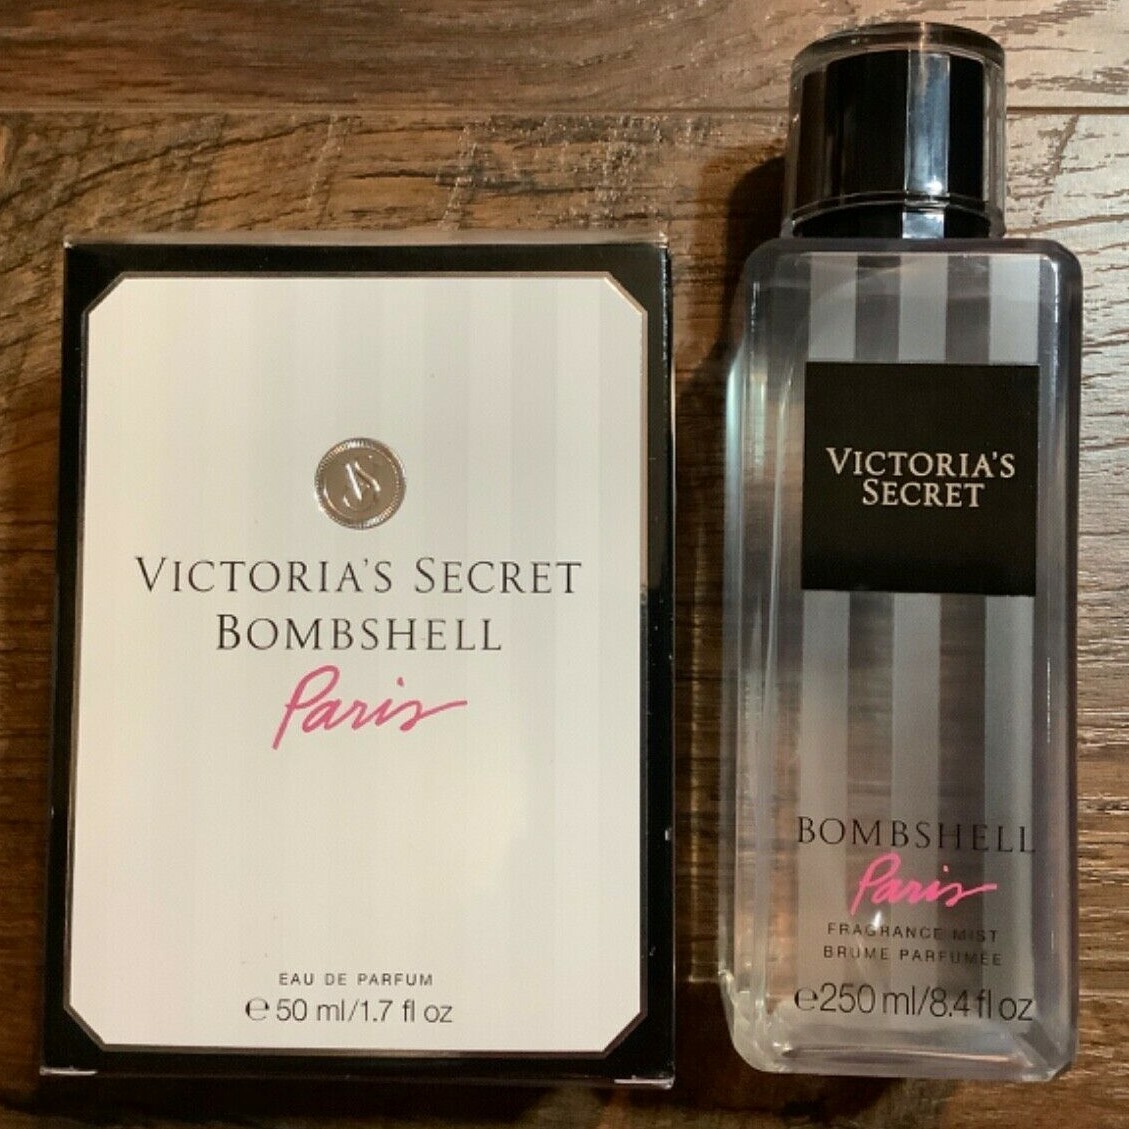 VICTORIA'S SECRET
BOMBSHELL
Paris
EAU DE PARFUM
℮ 50 ml/1.7 fl oz
VICTORIA'S
SECRET
BOMBSHELL
Paris
FRAGRANCE MIST
BRUME PARFUMÉE
℮250 ml/8.4 fl oz